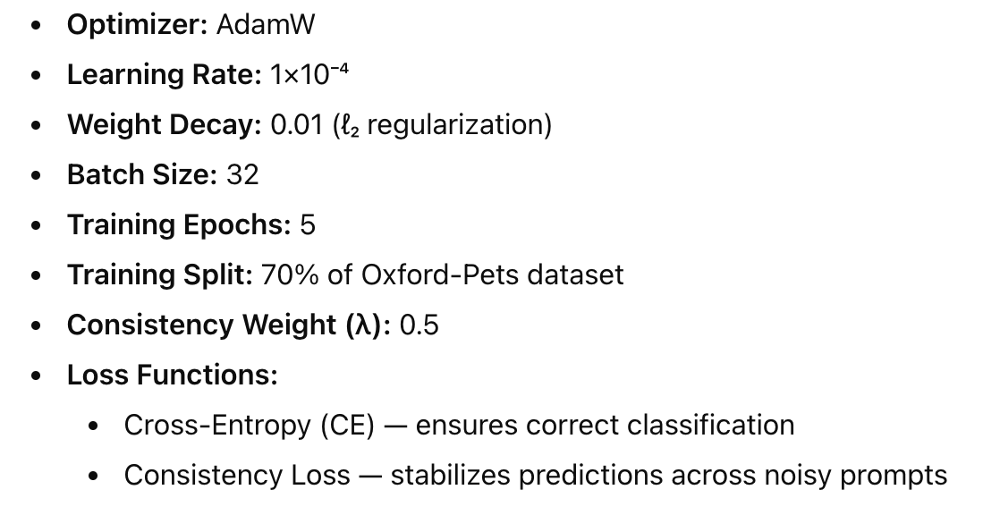 • Optimizer: AdamW
• Learning Rate: 1×10⁻⁴
• Weight Decay: 0.01 (ℓ₂ regularization)
• Batch Size: 32
• Training Epochs: 5
• Training Split: 70% of Oxford-Pets dataset
• Consistency Weight (λ): 0.5
• Loss Functions:
• Cross-Entropy (CE) — ensures correct classification
• Consistency Loss — stabilizes predictions across noisy prompts